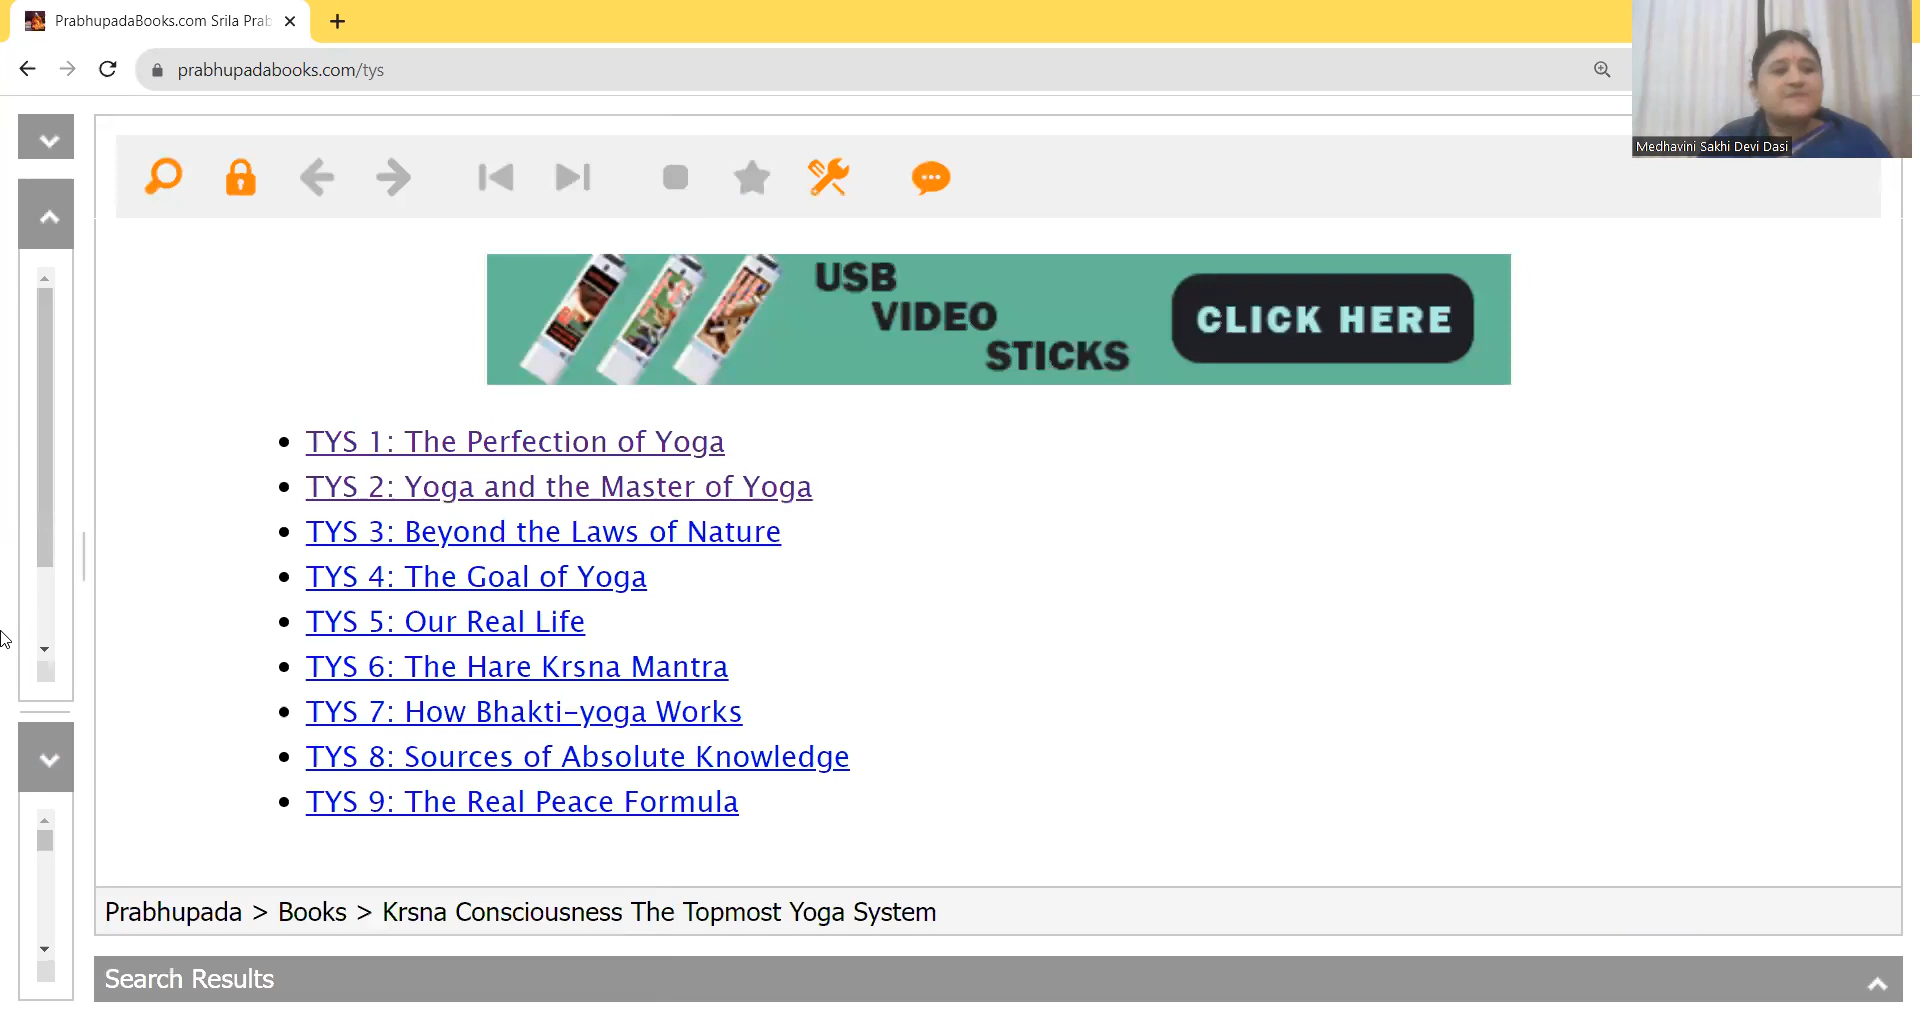 PrabhupadaBooks.com Srila Prab
prabhupadabooks.com/tys
Medhavini Sakhi Devi Dasi
USB
VIDEO
STICKS
CLICK HERE
TYS 1: The Perfection of Yoga
TYS 2: Yoga and the Master of Yoga
TYS 3: Beyond the Laws of Nature
TYS 4: The Goal of Yoga
TYS 5: Our Real Life
TYS 6: The Hare Krsna Mantra
TYS 7: How Bhakti-yoga Works
TYS 8: Sources of Absolute Knowledge
TYS 9: The Real Peace Formula
Prabhupada > Books > Krsna Consciousness The Topmost Yoga System
Search Results